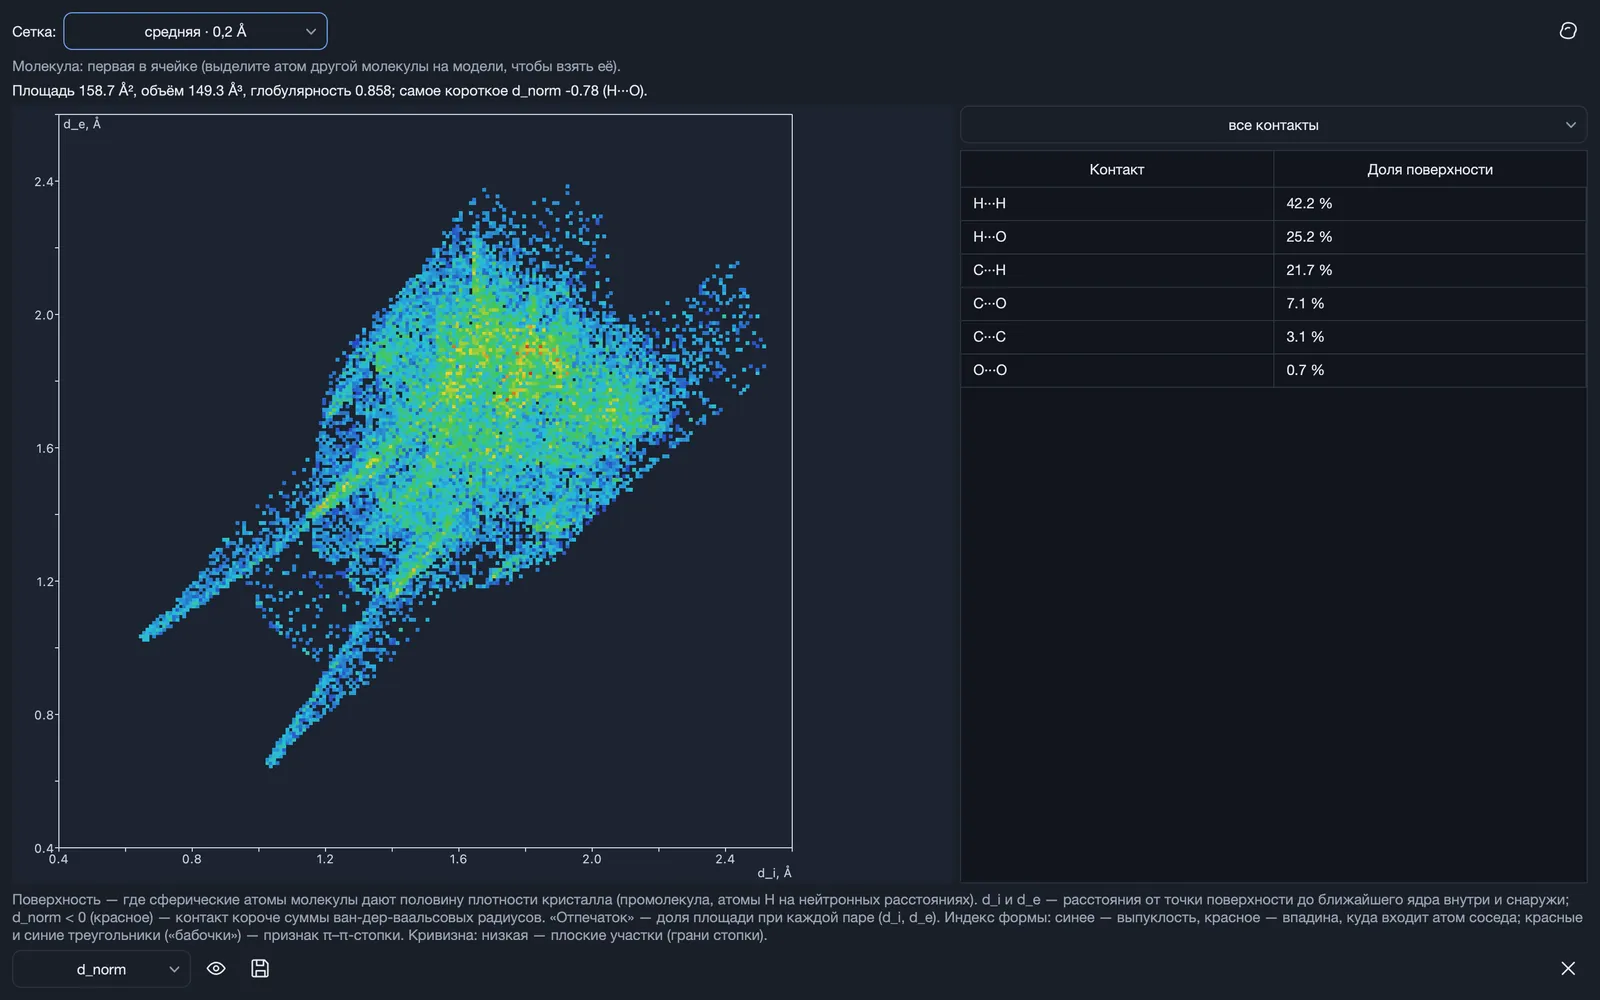 Сетка:
средняя · 0,2 Å
Молекула: первая в ячейке (выделите атом другой молекулы на модели, чтобы взять её).
Площадь 158.7 Å², объём 149.3 Å³, глобулярность 0.858; самое короткое d_norm -0.78 (H···O).
d_e, Å
2.4
2.0
1.6
1.2
0.8
0.4
0.4
0.8
1.2
1.6
2.0
2.4
d_i, Å
все контакты
Контакт
Доля поверхности
H···H
42.2 %
H···O
25.2 %
C···H
21.7 %
C···O
7.1 %
C···C
3.1 %
O···O
0.7 %
Поверхность — где сферические атомы молекулы дают половину плотности кристалла (промолекула, атомы H на нейтронных расстояниях). d_i и d_e — расстояния от точки поверхности до ближайшего ядра внутри и снаружи;
d_norm < 0 (красное) — контакт короче суммы ван-дер-ваальсовых радиусов. «Отпечаток» — доля площади при каждой паре (d_i, d_e). Индекс формы: синее — выпуклость, красное — впадина, куда входит атом соседа; красные
и синие треугольники («бабочки») — признак π–π-стопки. Кривизна: низкая — плоские участки (грани стопки).
d_norm